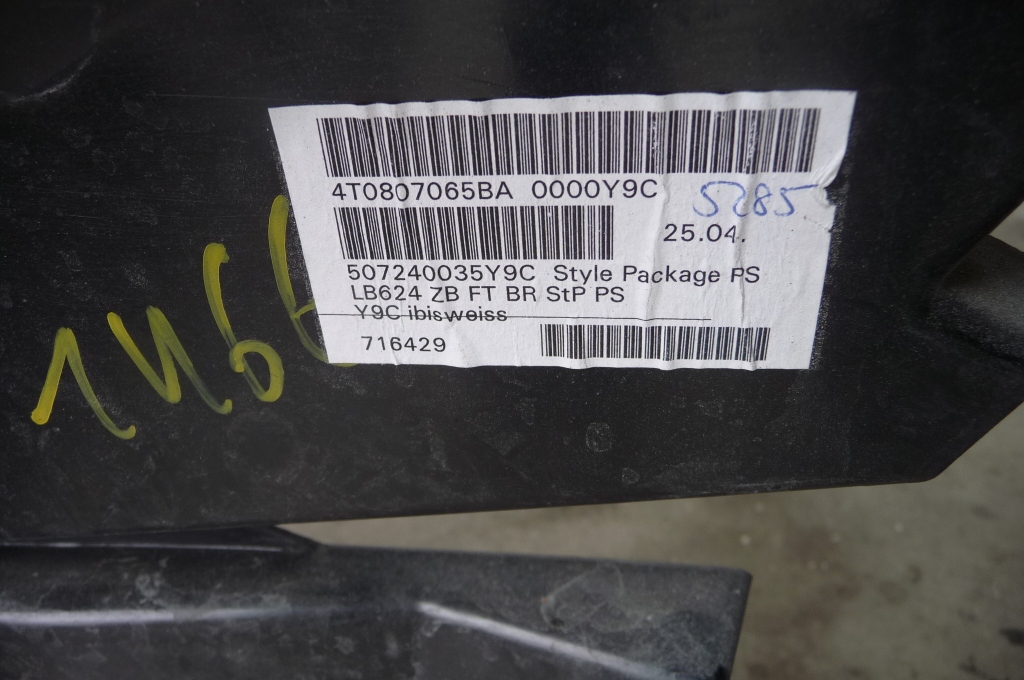 4T0807065BA 0000Y9C
5285
25.04.
507240035Y9C Style Package PS
LB624 ZB FT BR StP PS
Y9C ibisweiss
716429